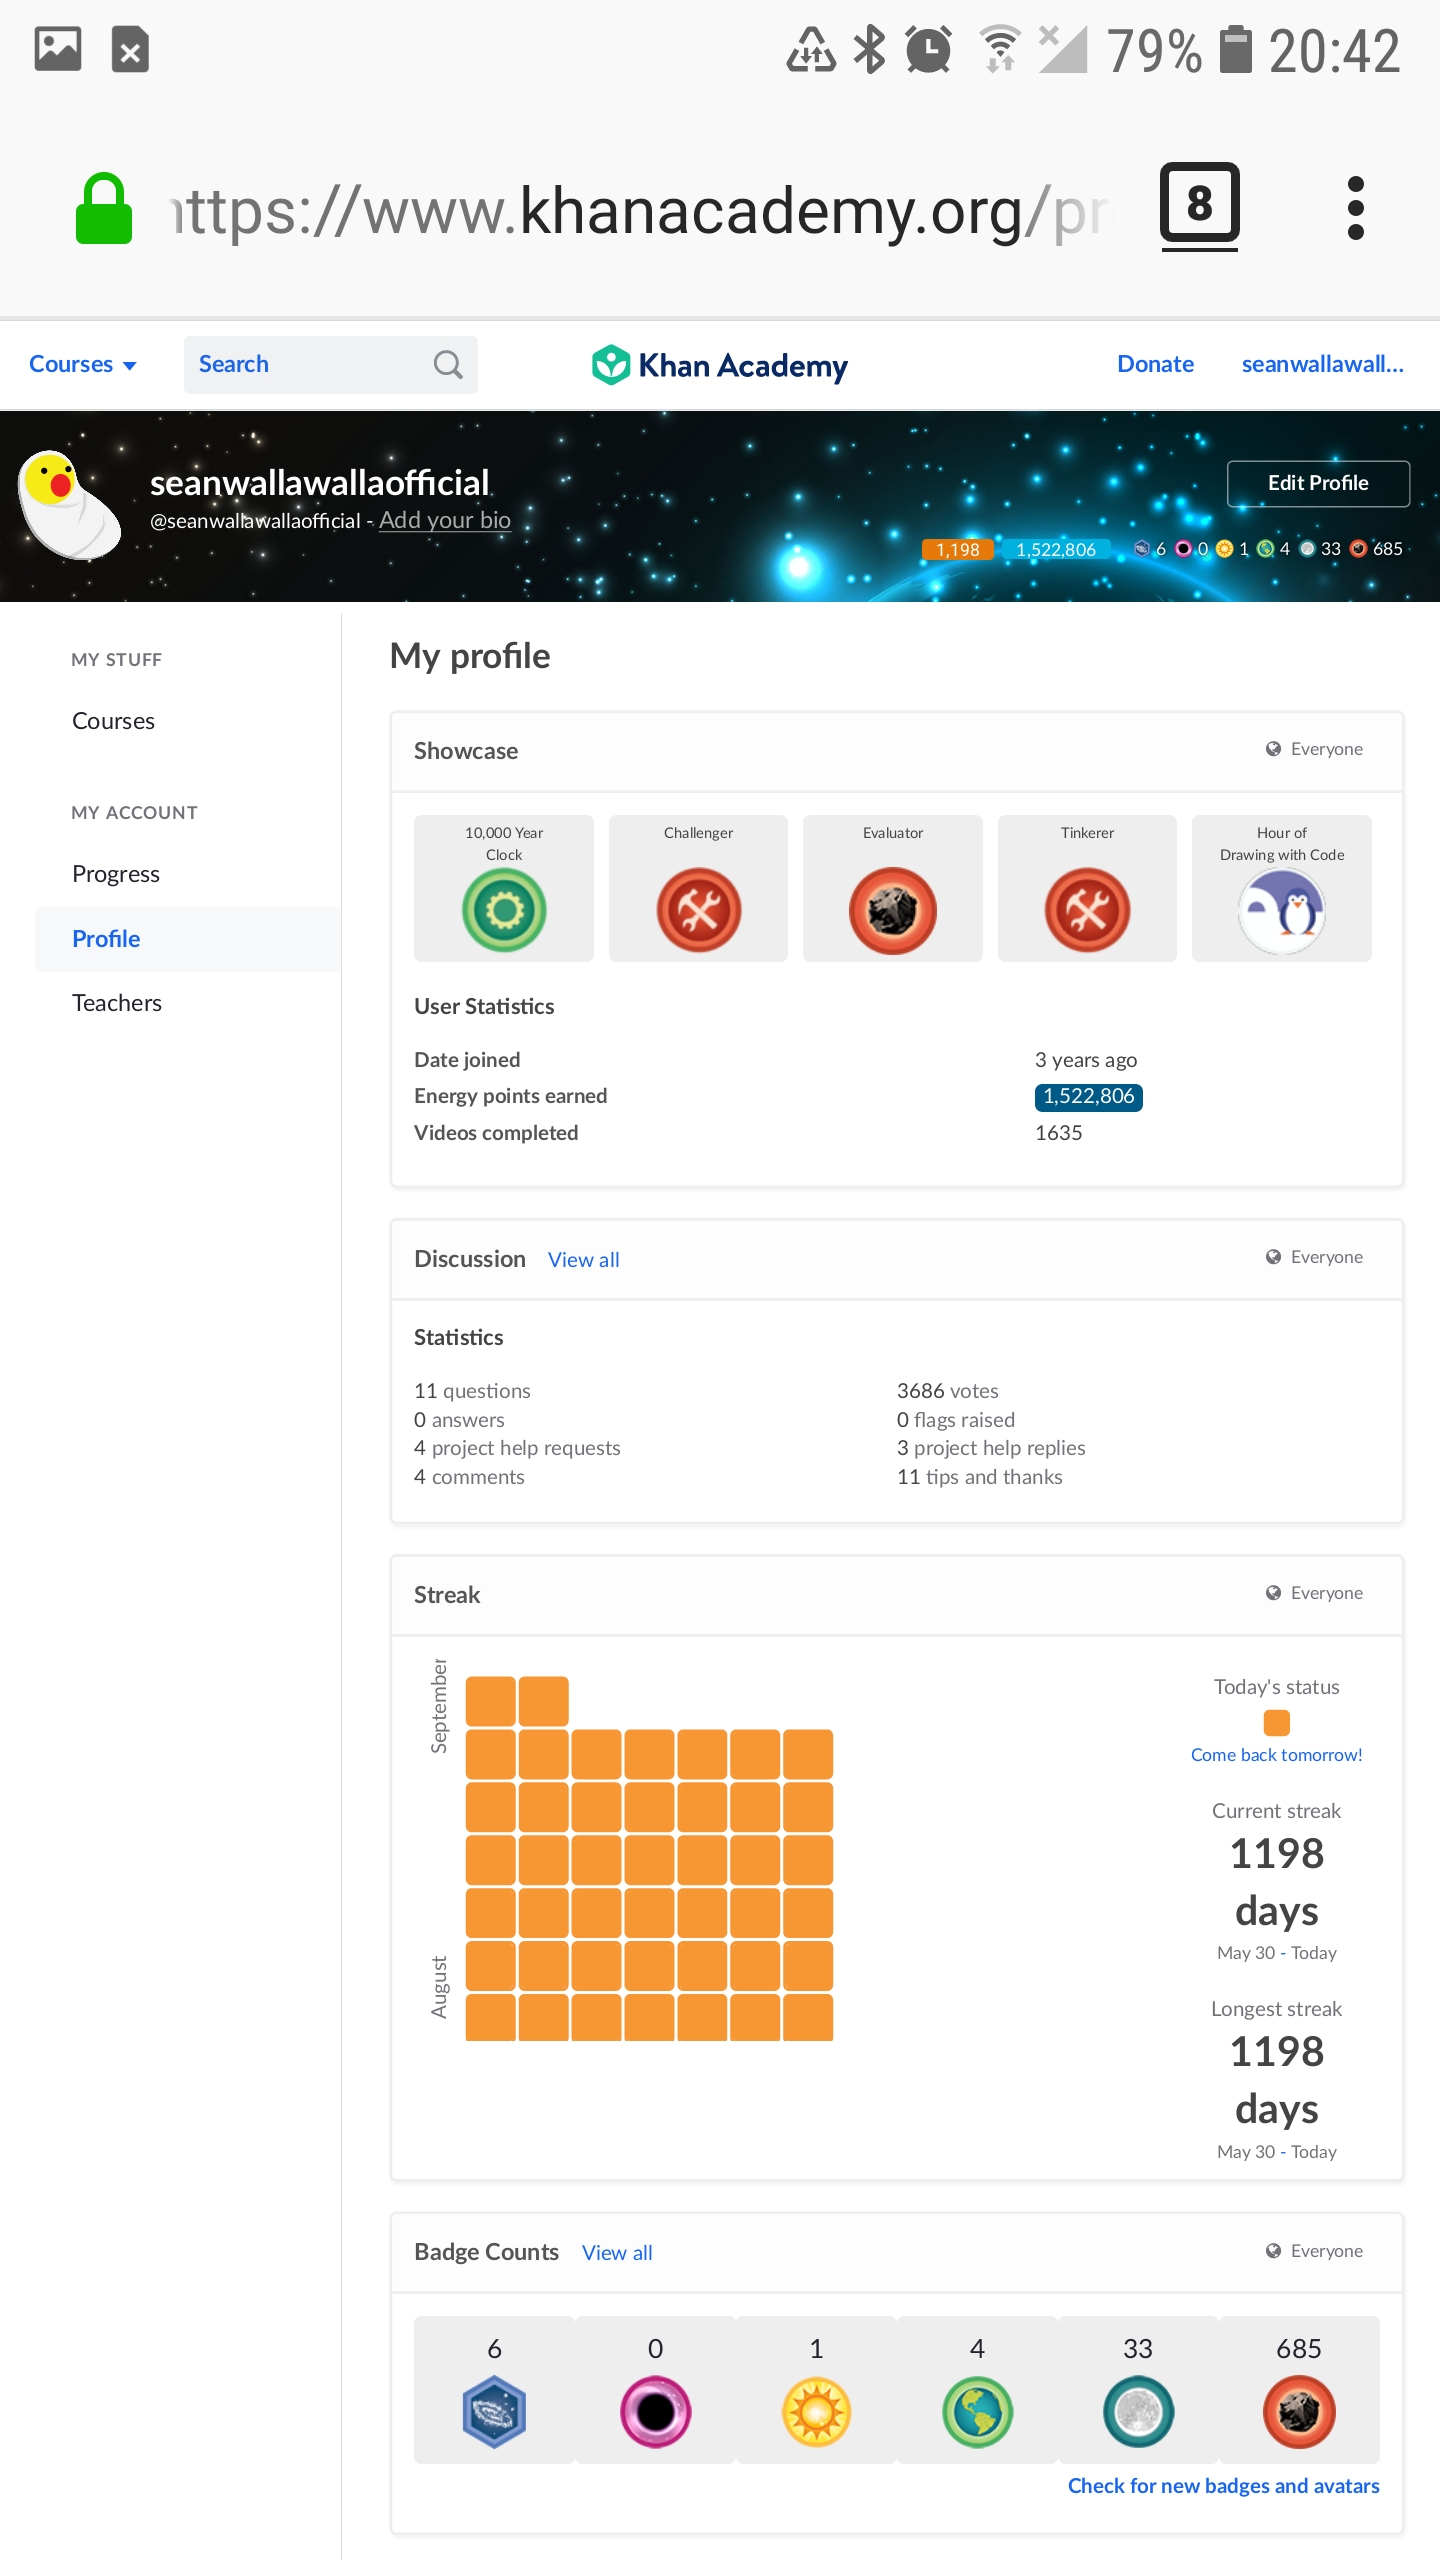 79% 20:42
https://www.khanacademy.org/pr
8
Courses
Search
Khan Academy
Donate
seanwallawall...
seanwallawallaofficial
@seanwallawallaofficial - Add your bio
Edit Profile
1,198 1,522,806 6 0 1 4 33 685
MY STUFF
Courses
MY ACCOUNT
Progress
Profile
Teachers
My profile
Showcase
Everyone
10,000 Year
Clock
Challenger
Evaluator
Tinkerer
Hour of
Drawing with Code
User Statistics
Date joined 3 years ago
Energy points earned 1,522,806
Videos completed 1635
Discussion View all
Everyone
Statistics
11 questions
0 answers
4 project help requests
4 comments
3686 votes
0 flags raised
3 project help replies
11 tips and thanks
Streak
Everyone
September
August
Today's status
Come back tomorrow!
Current streak
1198
days
May 30 - Today
Longest streak
1198
days
May 30 - Today
Badge Counts View all
Everyone
6 0 1 4 33 685
Check for new badges and avatars